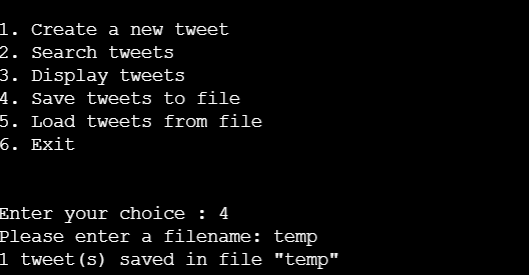 1. Create a new tweet
2. Search tweets
3. Display tweets
4. Save tweets to file
5. Load tweets from file
6. Exit
Enter your choice : 4
Please enter a filename: temp
1 tweet(s) saved in file "temp"